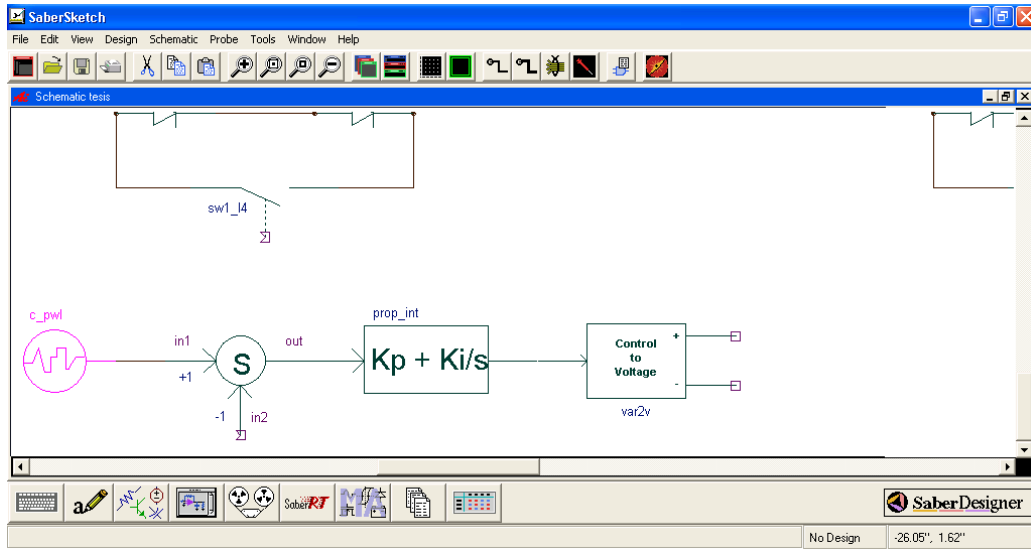 SaberSketch
File Edit View Design Schematic Probe Tools Window Help
Schematic tesis
sw1_l4
c_pwl
prop_int
in1
out
+1
S
Kp + Ki/s
Control
to
Voltage
+
-
-1
in2
var2v
a
SaberRT
MA
SaberDesigner
No Design
-26.05", 1.62"